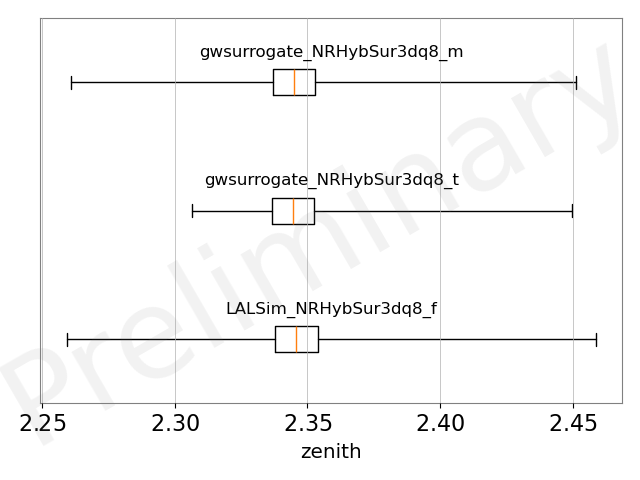 gwsurrogate_NRHybSur3dq8_m
gwsurrogate_NRHybSur3dq8_t
LALSim_NRHybSur3dq8_f
Preliminary
2.25 2.30 2.35 2.40 2.45
zenith